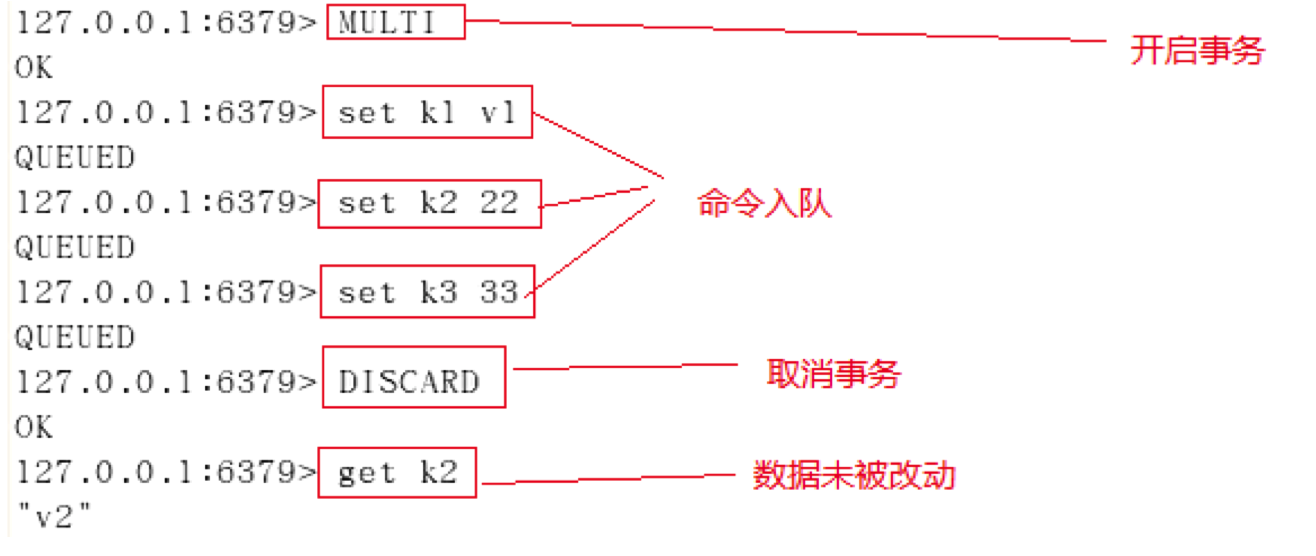 127.0.0.1:6379> MULTI
开启事务
OK
127.0.0.1:6379> set k1 v1
QUEUED
127.0.0.1:6379> set k2 22
命令入队
QUEUED
127.0.0.1:6379> set k3 33
QUEUED
127.0.0.1:6379> DISCARD
取消事务
OK
127.0.0.1:6379> get k2
数据未被改动
"v2"